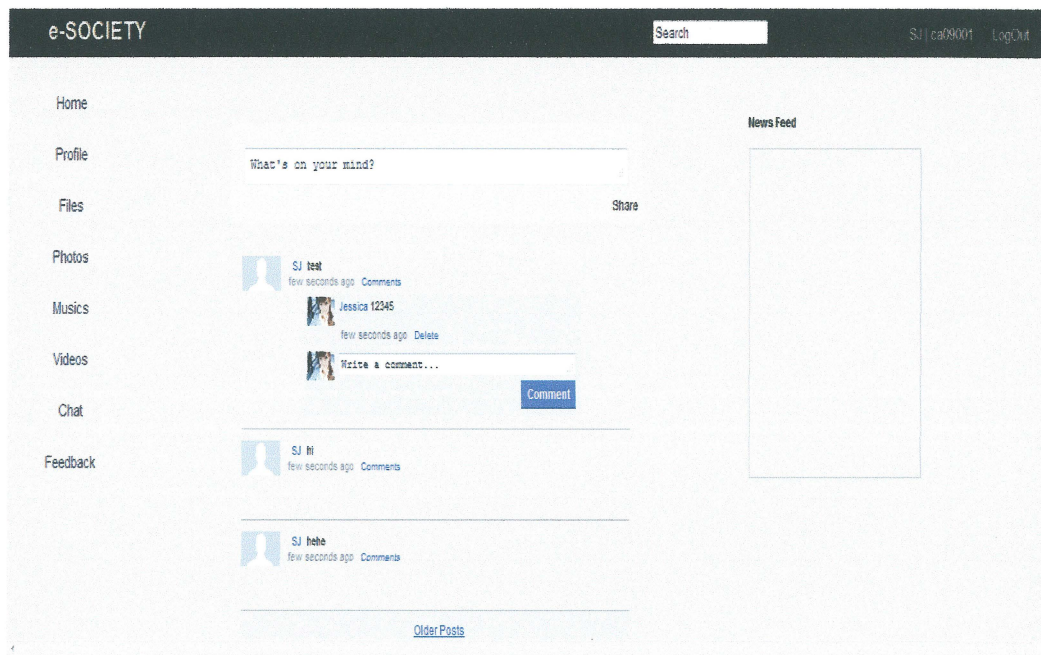 e-SOCIETY
Search
SJ | ca09001 LogOut
Home
Profile
Files
Photos
Musics
Videos
Chat
Feedback
What's on your mind?
Share
SJ test
few seconds ago Comments
Jessica 12345
few seconds ago Delete
Write a comment...
Comment
SJ hi
few seconds ago Comments
SJ hehe
few seconds ago Comments
Older Posts
News Feed